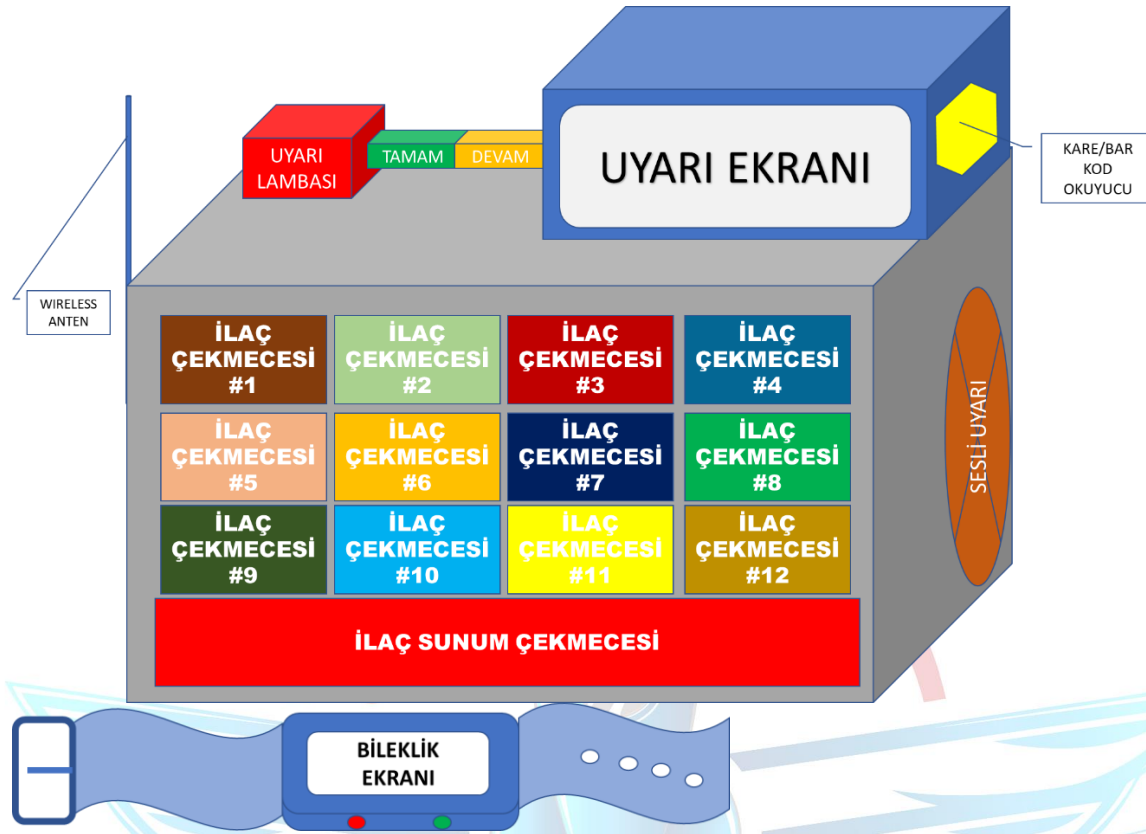 UYARI
LAMBASI
TAMAM
DEVAM
UYARI EKRANI
KARE/BAR
KOD
OKUYUCU
WIRELESS
ANTEN
İLAÇ
ÇEKMECESİ
#1
İLAÇ
ÇEKMECESİ
#2
İLAÇ
ÇEKMECESİ
#3
İLAÇ
ÇEKMECESİ
#4
İLAÇ
ÇEKMECESİ
#5
İLAÇ
ÇEKMECESİ
#6
İLAÇ
ÇEKMECESİ
#7
İLAÇ
ÇEKMECESİ
#8
İLAÇ
ÇEKMECESİ
#9
İLAÇ
ÇEKMECESİ
#10
İLAÇ
ÇEKMECESİ
#11
İLAÇ
ÇEKMECESİ
#12
SESLİ UYARI
İLAÇ SUNUM ÇEKMECESİ
BİLEKLİK
EKRANI